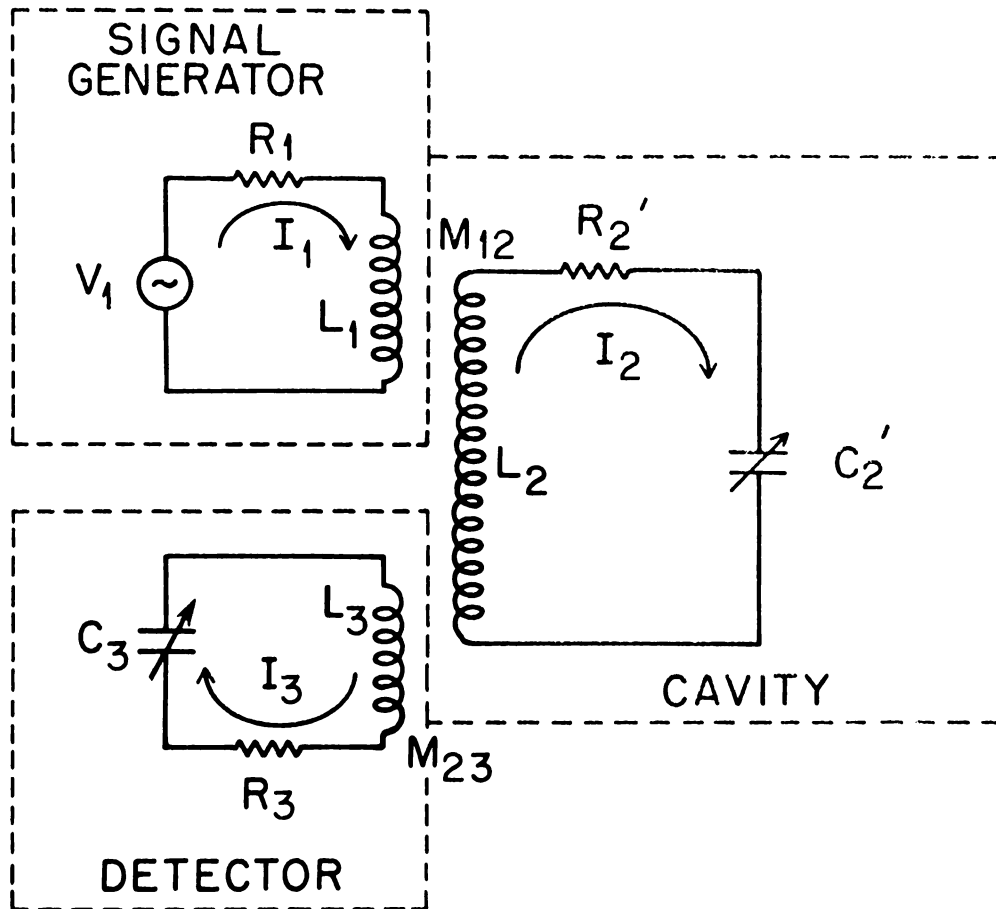 SIGNAL
GENERATOR
R1
I1
V1
L1
M12
R2'
I2
L2
C2'
CAVITY
C3
L3
I3
R3
M23
DETECTOR